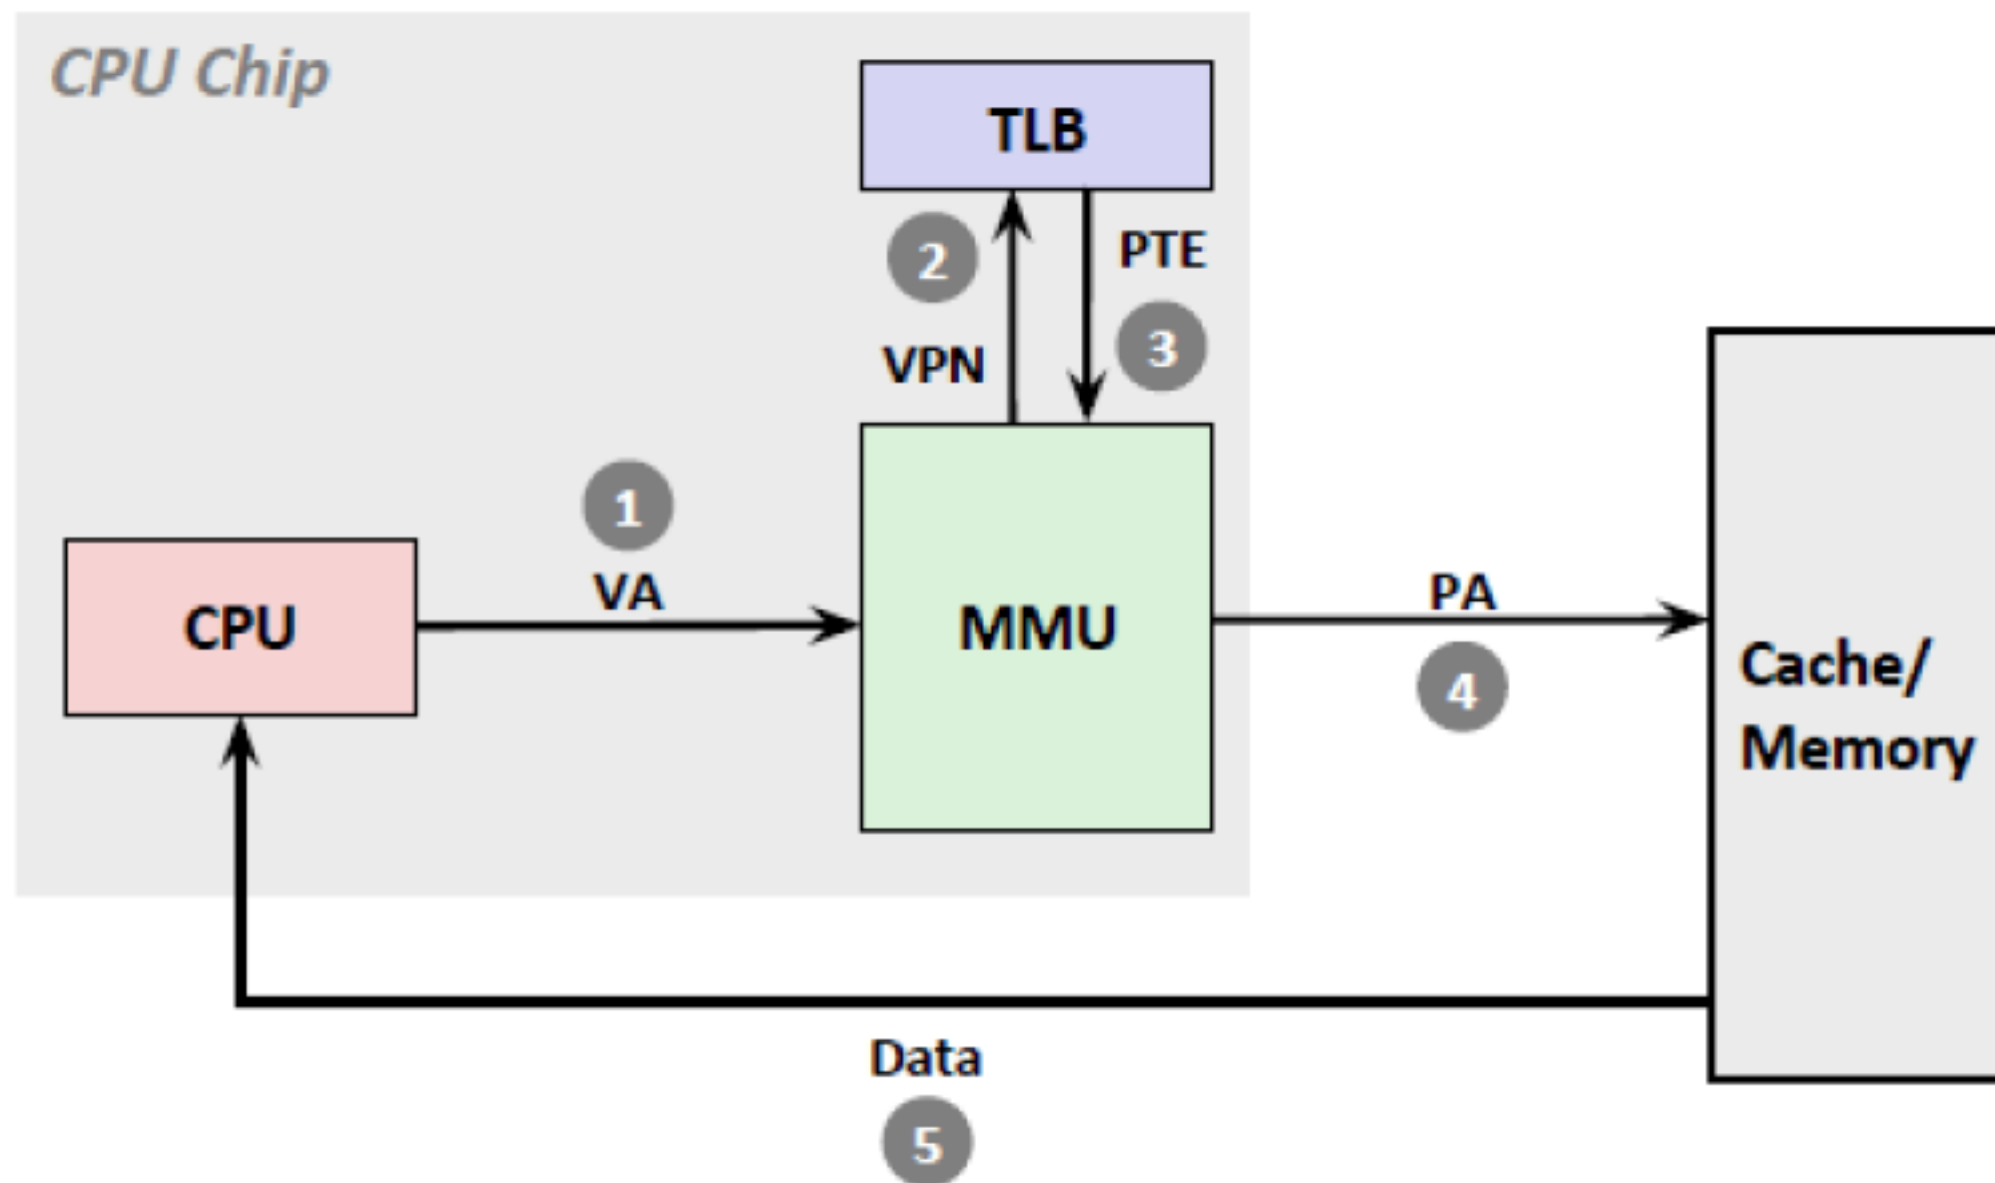 CPU Chip
TLB
2
PTE
3
VPN
1
VA
CPU
MMU
PA
4
Cache/
Memory
Data
5